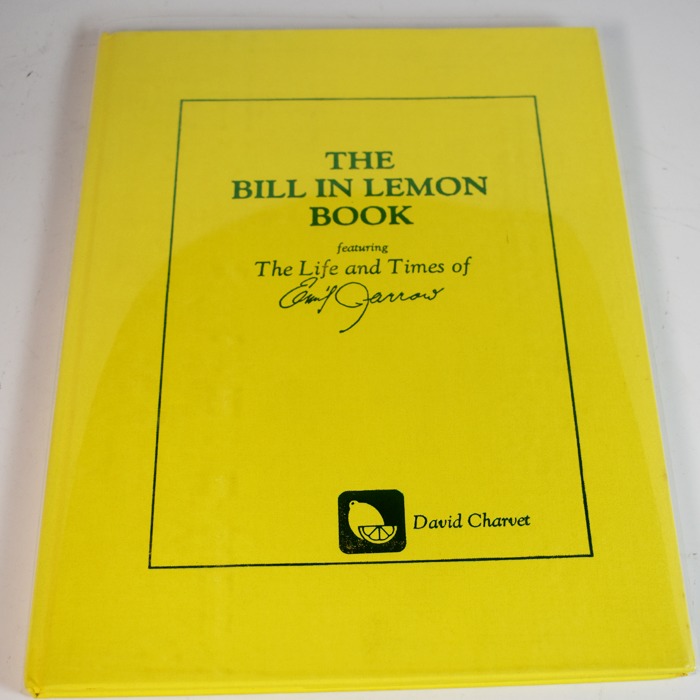 THE
BILL IN LEMON
BOOK
featuring
The Life and Times of
Emil Jarrow
David Charvet